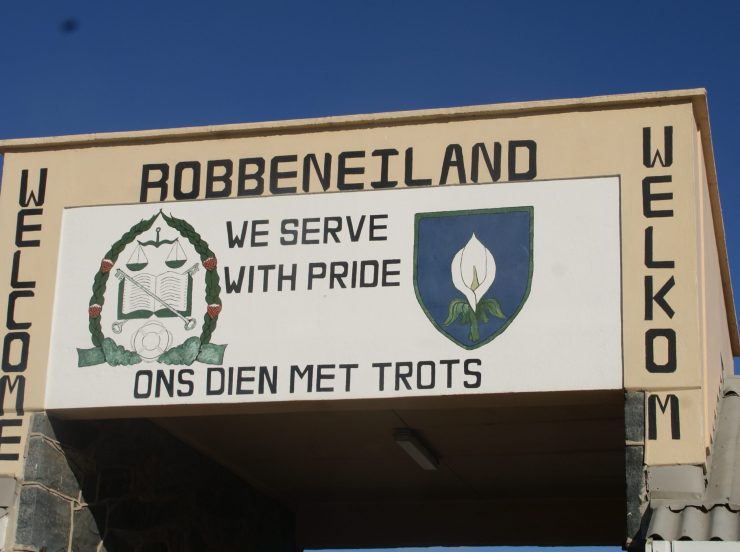 ROBBENEILAND
WELCOME
WE SERVE
WITH PRIDE
ONS DIEN MET TROTS
WELKOM